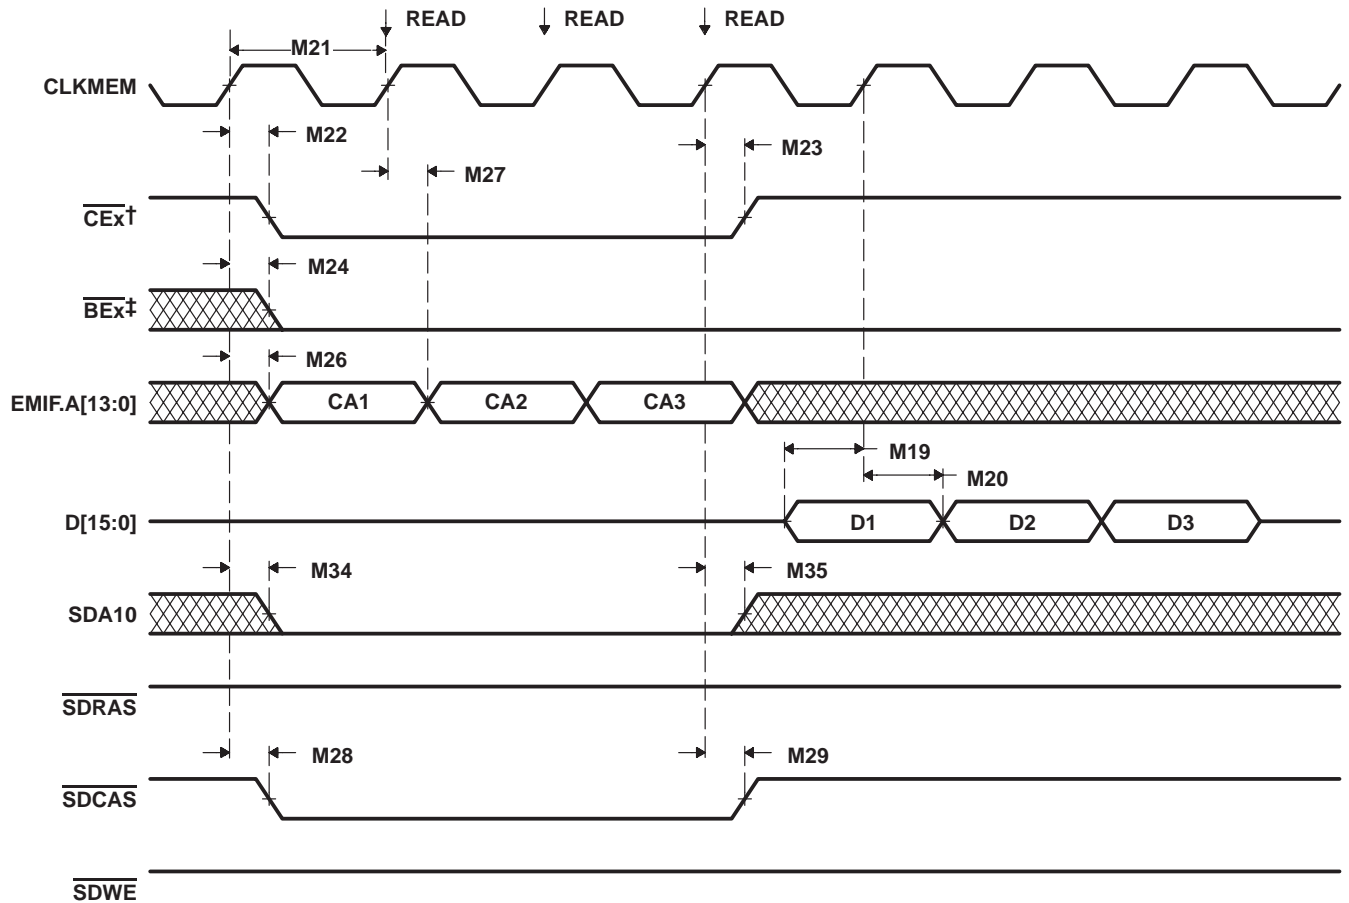 READ READ READ
M21
CLKMEM
M22
M23
M27
CEx†
M24
BEx‡
M26
EMIF.A[13:0] CA1 CA2 CA3
M19
M20
D[15:0] D1 D2 D3
M34 M35
SDA10
SDRAS
M28 M29
SDCAS
SDWE